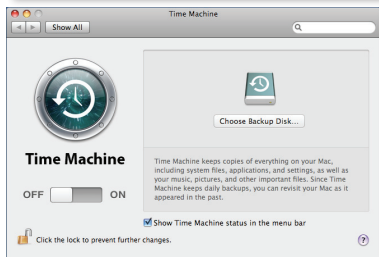 Time Machine
Show All
Choose Backup Disk...
Time Machine
OFF ON
Time Machine keeps copies of everything on your Mac,
including system files, applications, and settings, as well as
your music, pictures, and other important files. Since Time
Machine keeps daily backups, you can revisit your Mac as it
appeared in the past.
Show Time Machine status in the menu bar
Click the lock to prevent further changes.
?